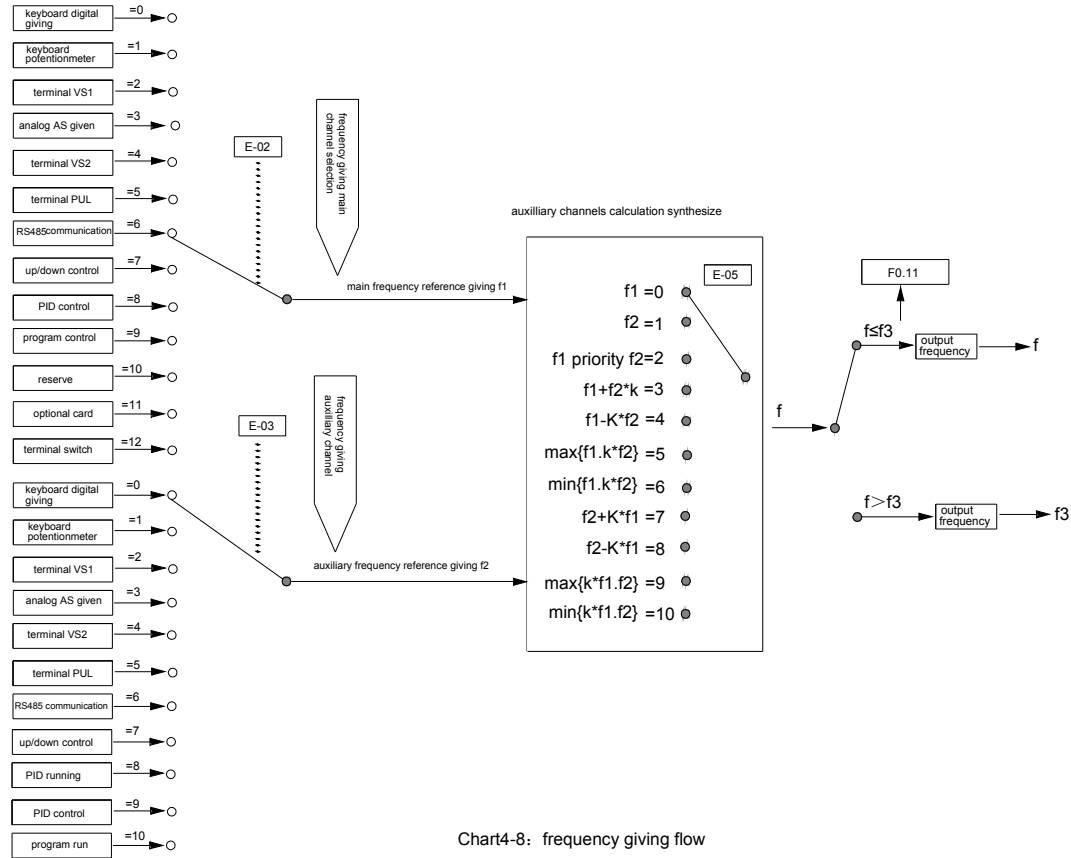 keyboard digital
giving
=0
keyboard
potentionmeter
=1
terminal VS1
=2
analog AS given
=3
terminal VS2
=4
terminal PUL
=5
RS485communication
=6
up/down control
=7
PID control
=8
program control
=9
reserve
=10
optional card
=11
terminal switch
=12
keyboard digital
giving
=0
keyboard
potentionmeter
=1
terminal VS1
=2
analog AS given
=3
terminal VS2
=4
terminal PUL
=5
RS485 communication
=6
up/down control
=7
PID running
=8
PID control
=9
program run
=10
E-02
frequency giving main
channel selection
main frequency reference giving f1
E-03
frequency giving
auxilliary channel
auxiliary frequency reference giving f2
auxilliary channels calculation synthesize
E-05
f1 =0
f2 =1
f1 priority f2=2
f1+f2*k =3
f1-K*f2 =4
max{f1.k*f2} =5
min{f1.k*f2} =6
f2+K*f1 =7
f2-K*f1 =8
max{k*f1.f2} =9
min{k*f1.f2} =10
f
F0.11
f≤f3
output
frequency
f
f＞f3
output
frequency
f3
Chart4-8：frequency giving flow